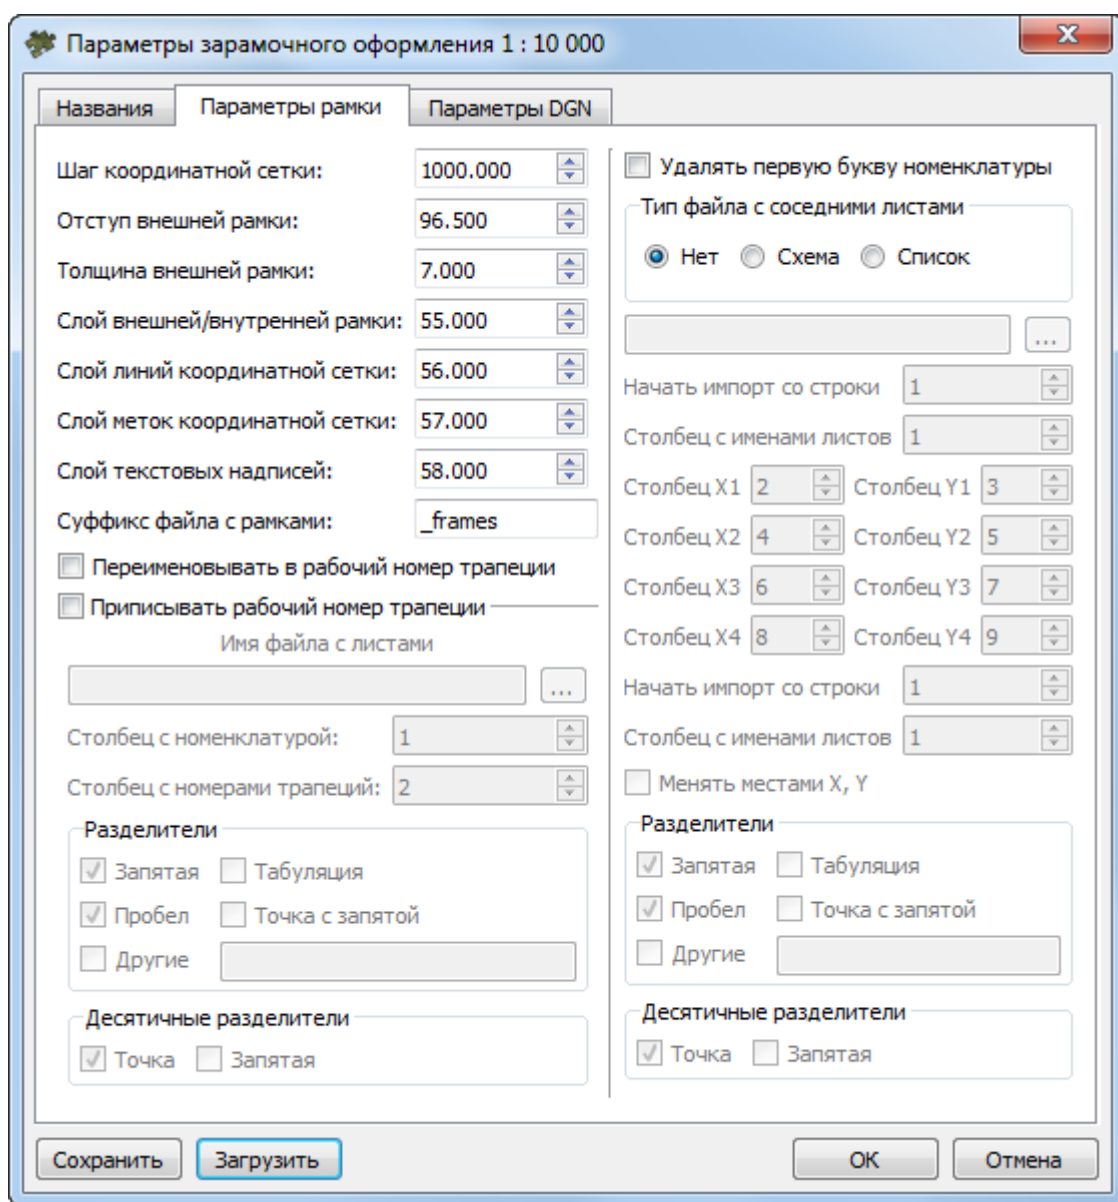 Параметры зарамочного оформления 1 : 10 000
Названия Параметры рамки Параметры DGN
Шаг координатной сетки: 1000.000
Отступ внешней рамки: 96.500
Толщина внешней рамки: 7.000
Слой внешней/внутренней рамки: 55.000
Слой линий координатной сетки: 56.000
Слой меток координатной сетки: 57.000
Слой текстовых надписей: 58.000
Суффикс файла с рамками: _frames
Переименовывать в рабочий номер трапеции
Приписывать рабочий номер трапеции
Имя файла с листами
...
Столбец с номенклатурой: 1
Столбец с номерами трапеций: 2
Разделители
Запятая Табуляция
Пробел Точка с запятой
Другие
Десятичные разделители
Точка Запятая
Удалять первую букву номенклатуры
Тип файла с соседними листами
Нет Схема Список
...
Начать импорт со строки 1
Столбец с именами листов 1
Столбец X1 2 Столбец Y1 3
Столбец X2 4 Столбец Y2 5
Столбец X3 6 Столбец Y3 7
Столбец X4 8 Столбец Y4 9
Начать импорт со строки 1
Столбец с именами листов 1
Менять местами X, Y
Разделители
Запятая Табуляция
Пробел Точка с запятой
Другие
Десятичные разделители
Точка Запятая
Сохранить Загрузить OK Отмена